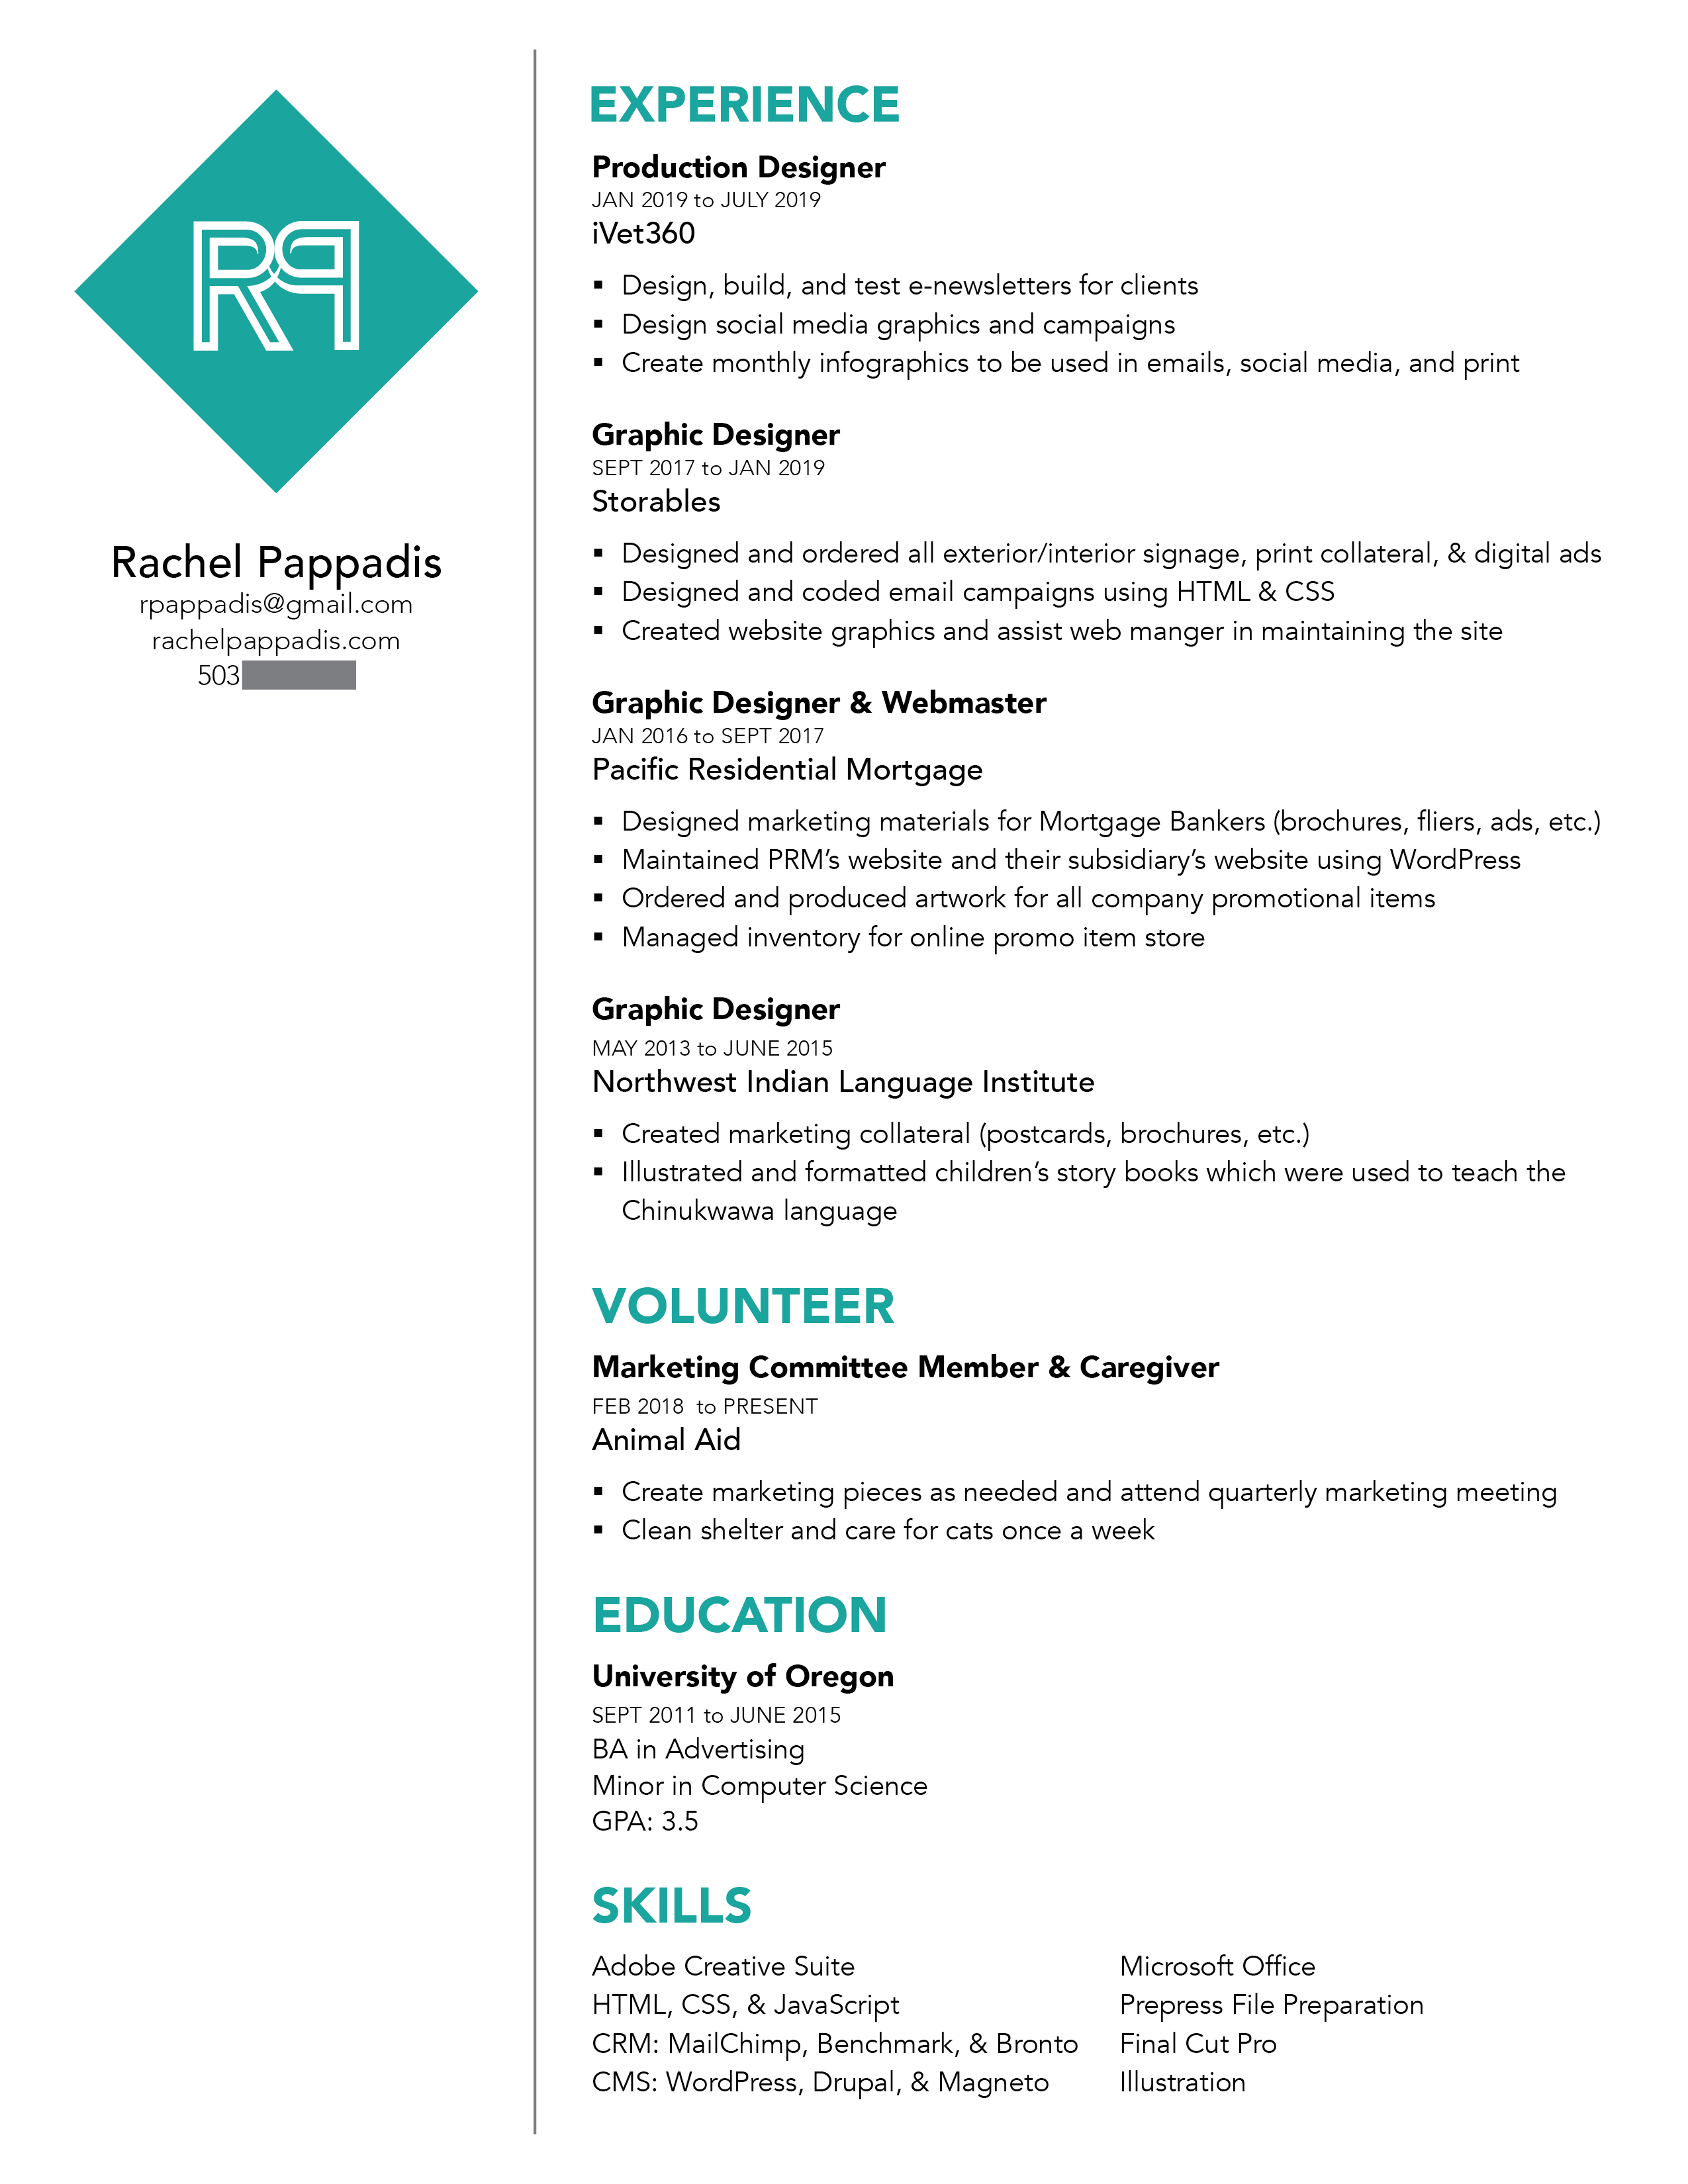 RP
Rachel Pappadis
rpappadis@gmail.com
rachelpappadis.com
503
EXPERIENCE
Production Designer
JAN 2019 to JULY 2019
iVet360
▪ Design, build, and test e-newsletters for clients
▪ Design social media graphics and campaigns
▪ Create monthly infographics to be used in emails, social media, and print
Graphic Designer
SEPT 2017 to JAN 2019
Storables
▪ Designed and ordered all exterior/interior signage, print collateral, & digital ads
▪ Designed and coded email campaigns using HTML & CSS
▪ Created website graphics and assist web manger in maintaining the site
Graphic Designer & Webmaster
JAN 2016 to SEPT 2017
Pacific Residential Mortgage
▪ Designed marketing materials for Mortgage Bankers (brochures, fliers, ads, etc.)
▪ Maintained PRM’s website and their subsidiary’s website using WordPress
▪ Ordered and produced artwork for all company promotional items
▪ Managed inventory for online promo item store
Graphic Designer
MAY 2013 to JUNE 2015
Northwest Indian Language Institute
▪ Created marketing collateral (postcards, brochures, etc.)
▪ Illustrated and formatted children’s story books which were used to teach the
Chinukwawa language
VOLUNTEER
Marketing Committee Member & Caregiver
FEB 2018 to PRESENT
Animal Aid
▪ Create marketing pieces as needed and attend quarterly marketing meeting
▪ Clean shelter and care for cats once a week
EDUCATION
University of Oregon
SEPT 2011 to JUNE 2015
BA in Advertising
Minor in Computer Science
GPA: 3.5
SKILLS
Adobe Creative Suite
HTML, CSS, & JavaScript
CRM: MailChimp, Benchmark, & Bronto
CMS: WordPress, Drupal, & Magneto
Microsoft Office
Prepress File Preparation
Final Cut Pro
Illustration